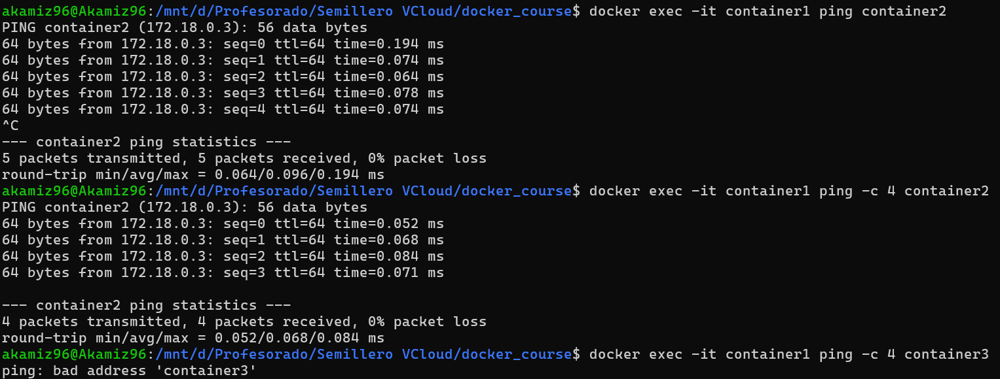 akamiz96@Akamiz96:/mnt/d/Profesorado/Semillero VCloud/docker_course$ docker exec -it container1 ping container2
PING container2 (172.18.0.3): 56 data bytes
64 bytes from 172.18.0.3: seq=0 ttl=64 time=0.194 ms
64 bytes from 172.18.0.3: seq=1 ttl=64 time=0.074 ms
64 bytes from 172.18.0.3: seq=2 ttl=64 time=0.064 ms
64 bytes from 172.18.0.3: seq=3 ttl=64 time=0.078 ms
64 bytes from 172.18.0.3: seq=4 ttl=64 time=0.074 ms
^C
--- container2 ping statistics ---
5 packets transmitted, 5 packets received, 0% packet loss
round-trip min/avg/max = 0.064/0.096/0.194 ms
akamiz96@Akamiz96:/mnt/d/Profesorado/Semillero VCloud/docker_course$ docker exec -it container1 ping -c 4 container2
PING container2 (172.18.0.3): 56 data bytes
64 bytes from 172.18.0.3: seq=0 ttl=64 time=0.052 ms
64 bytes from 172.18.0.3: seq=1 ttl=64 time=0.068 ms
64 bytes from 172.18.0.3: seq=2 ttl=64 time=0.084 ms
64 bytes from 172.18.0.3: seq=3 ttl=64 time=0.071 ms

--- container2 ping statistics ---
4 packets transmitted, 4 packets received, 0% packet loss
round-trip min/avg/max = 0.052/0.068/0.084 ms
akamiz96@Akamiz96:/mnt/d/Profesorado/Semillero VCloud/docker_course$ docker exec -it container1 ping -c 4 container3
ping: bad address 'container3'